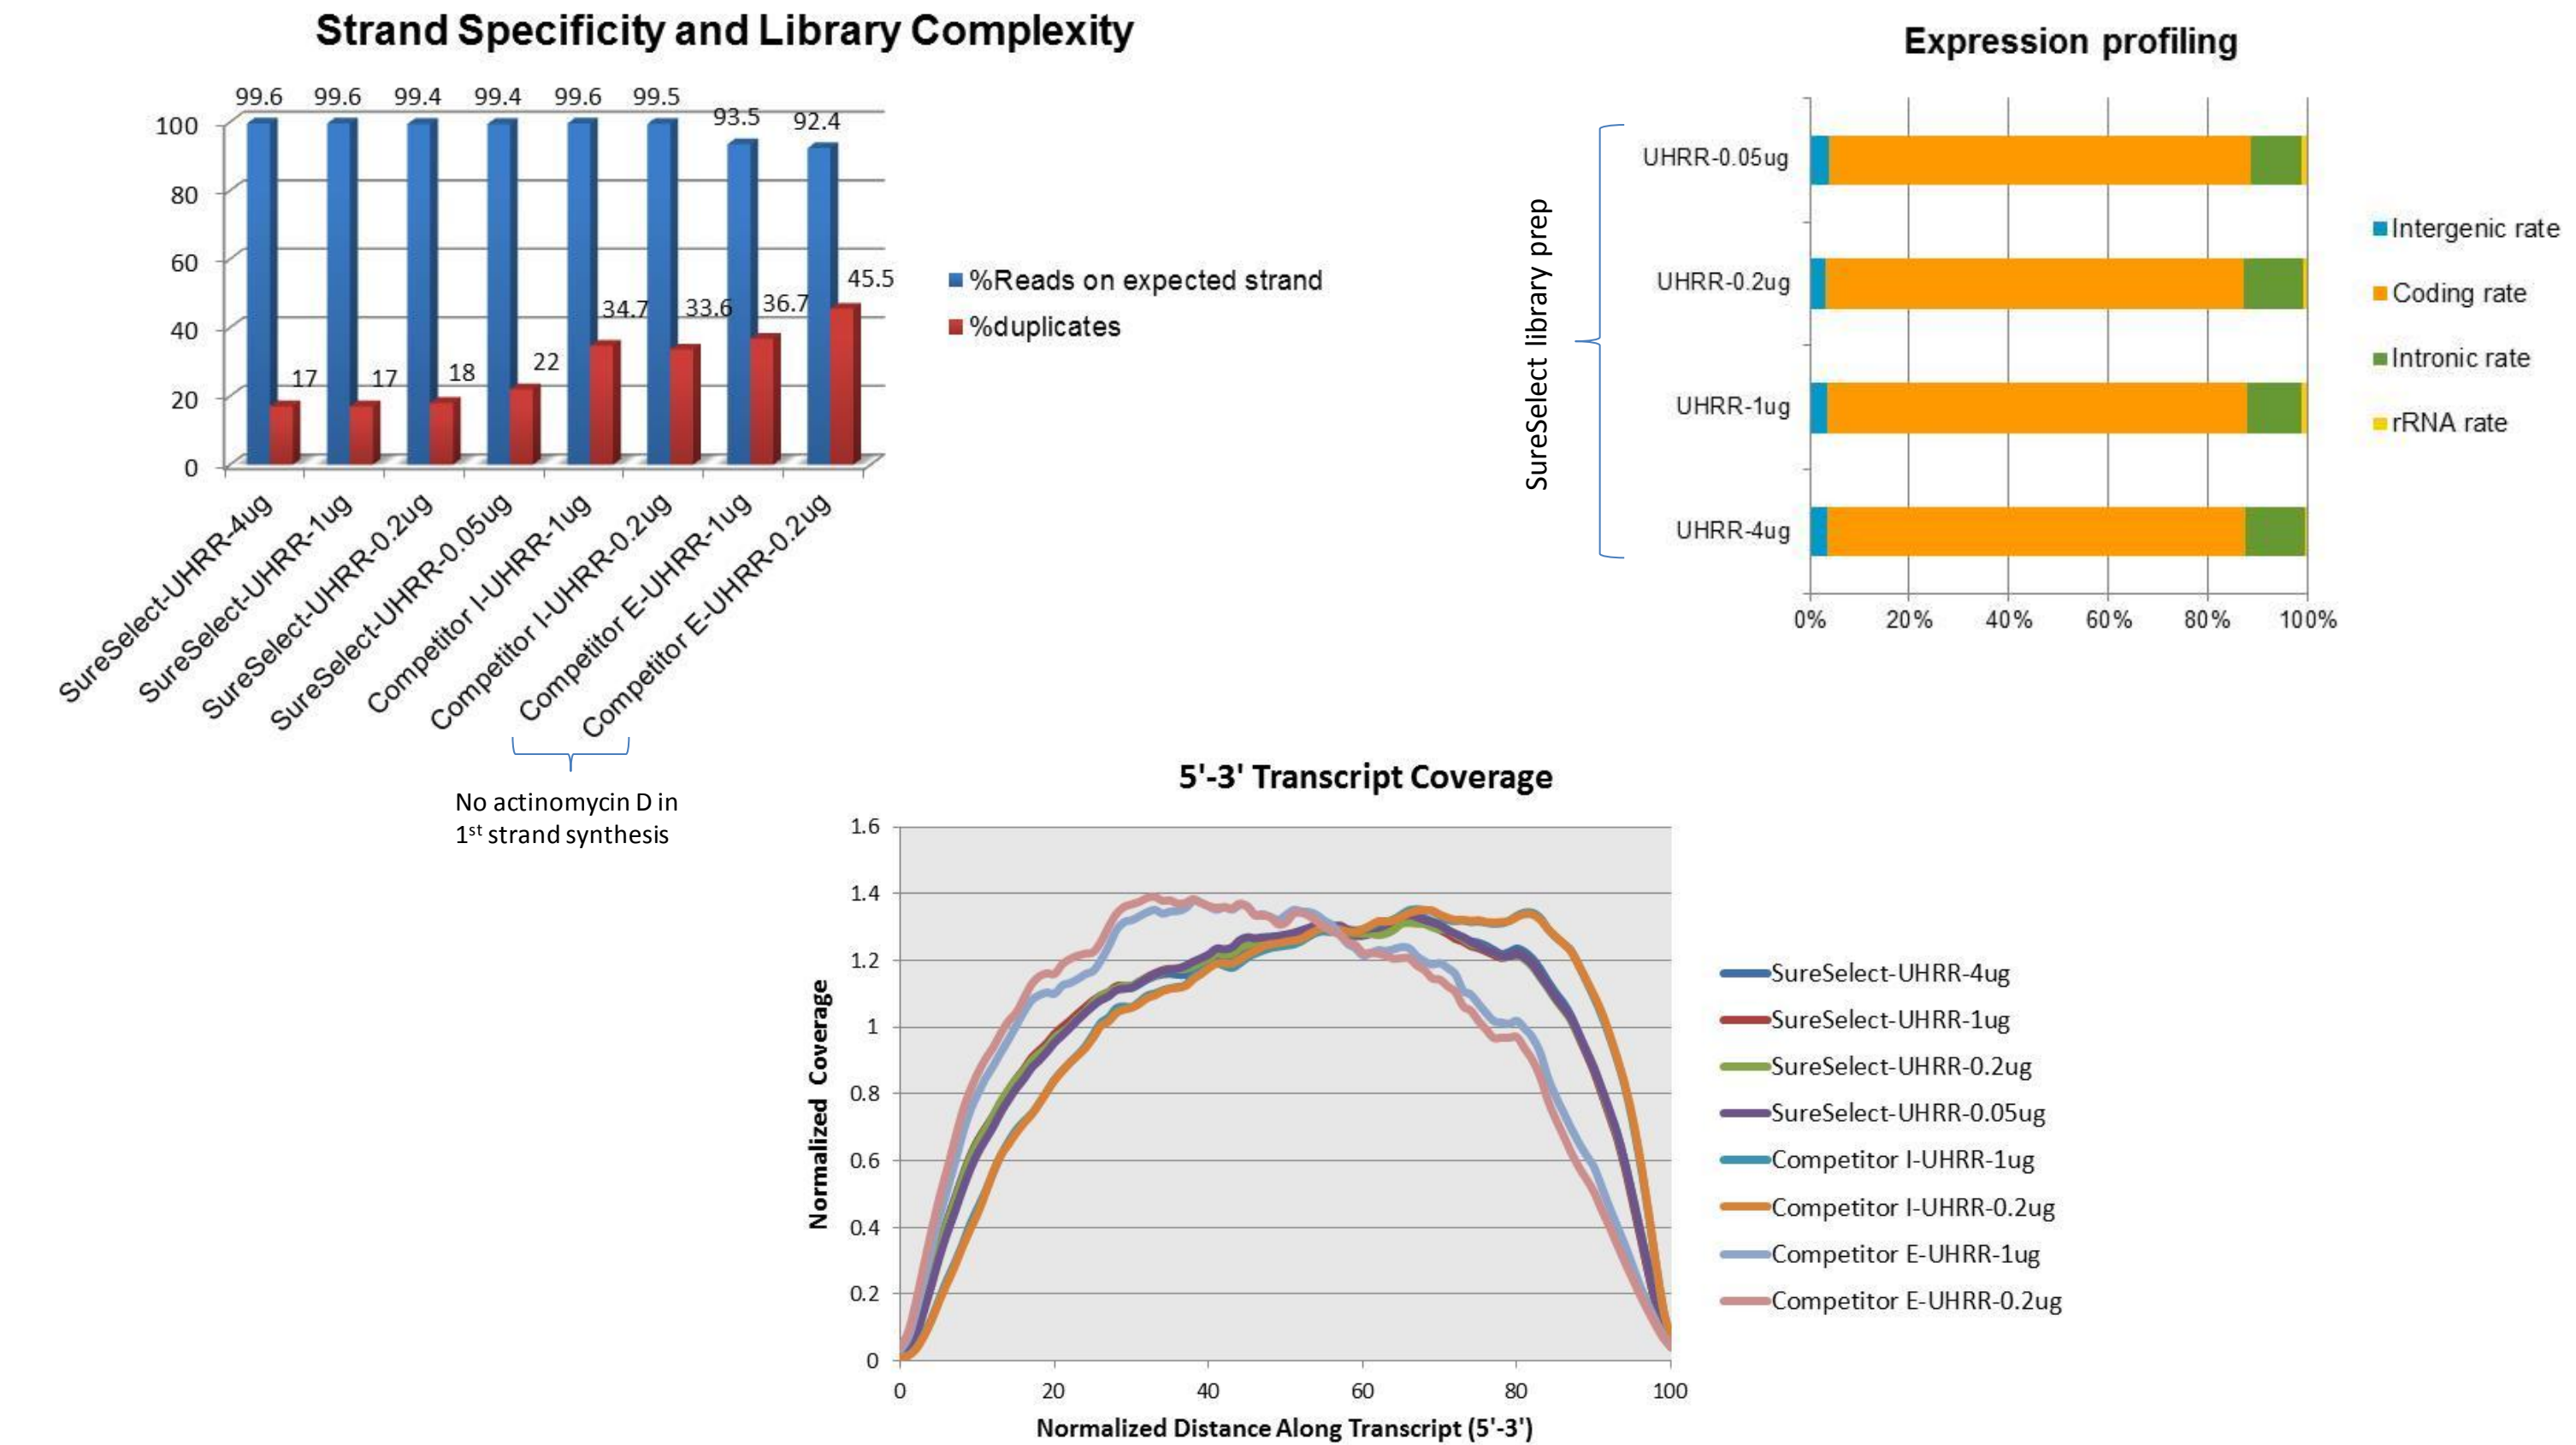 Strand Specificity and Library Complexity
99.6
99.6
99.4
99.4
99.6
99.5
93.5
92.4
100
80
60
40
20
0
17
17
18
22
34.7
33.6
36.7
45.5
%Reads on expected strand
%duplicates
SureSelect-UHRR-4ug
SureSelect-UHRR-1ug
SureSelect-UHRR-0.2ug
SureSelect-UHRR-0.05ug
Competitor I-UHRR-1ug
Competitor I-UHRR-0.2ug
Competitor E-UHRR-1ug
Competitor E-UHRR-0.2ug
No actinomycin D in
1st strand synthesis
Expression profiling
SureSelect library prep
UHRR-0.05ug
UHRR-0.2ug
UHRR-1ug
UHRR-4ug
0%
20%
40%
60%
80%
100%
Intergenic rate
Coding rate
Intronic rate
rRNA rate
5'-3' Transcript Coverage
Normalized Coverage
1.6
1.4
1.2
1
0.8
0.6
0.4
0.2
0
0
20
40
60
80
100
Normalized Distance Along Transcript (5'-3')
SureSelect-UHRR-4ug
SureSelect-UHRR-1ug
SureSelect-UHRR-0.2ug
SureSelect-UHRR-0.05ug
Competitor I-UHRR-1ug
Competitor I-UHRR-0.2ug
Competitor E-UHRR-1ug
Competitor E-UHRR-0.2ug